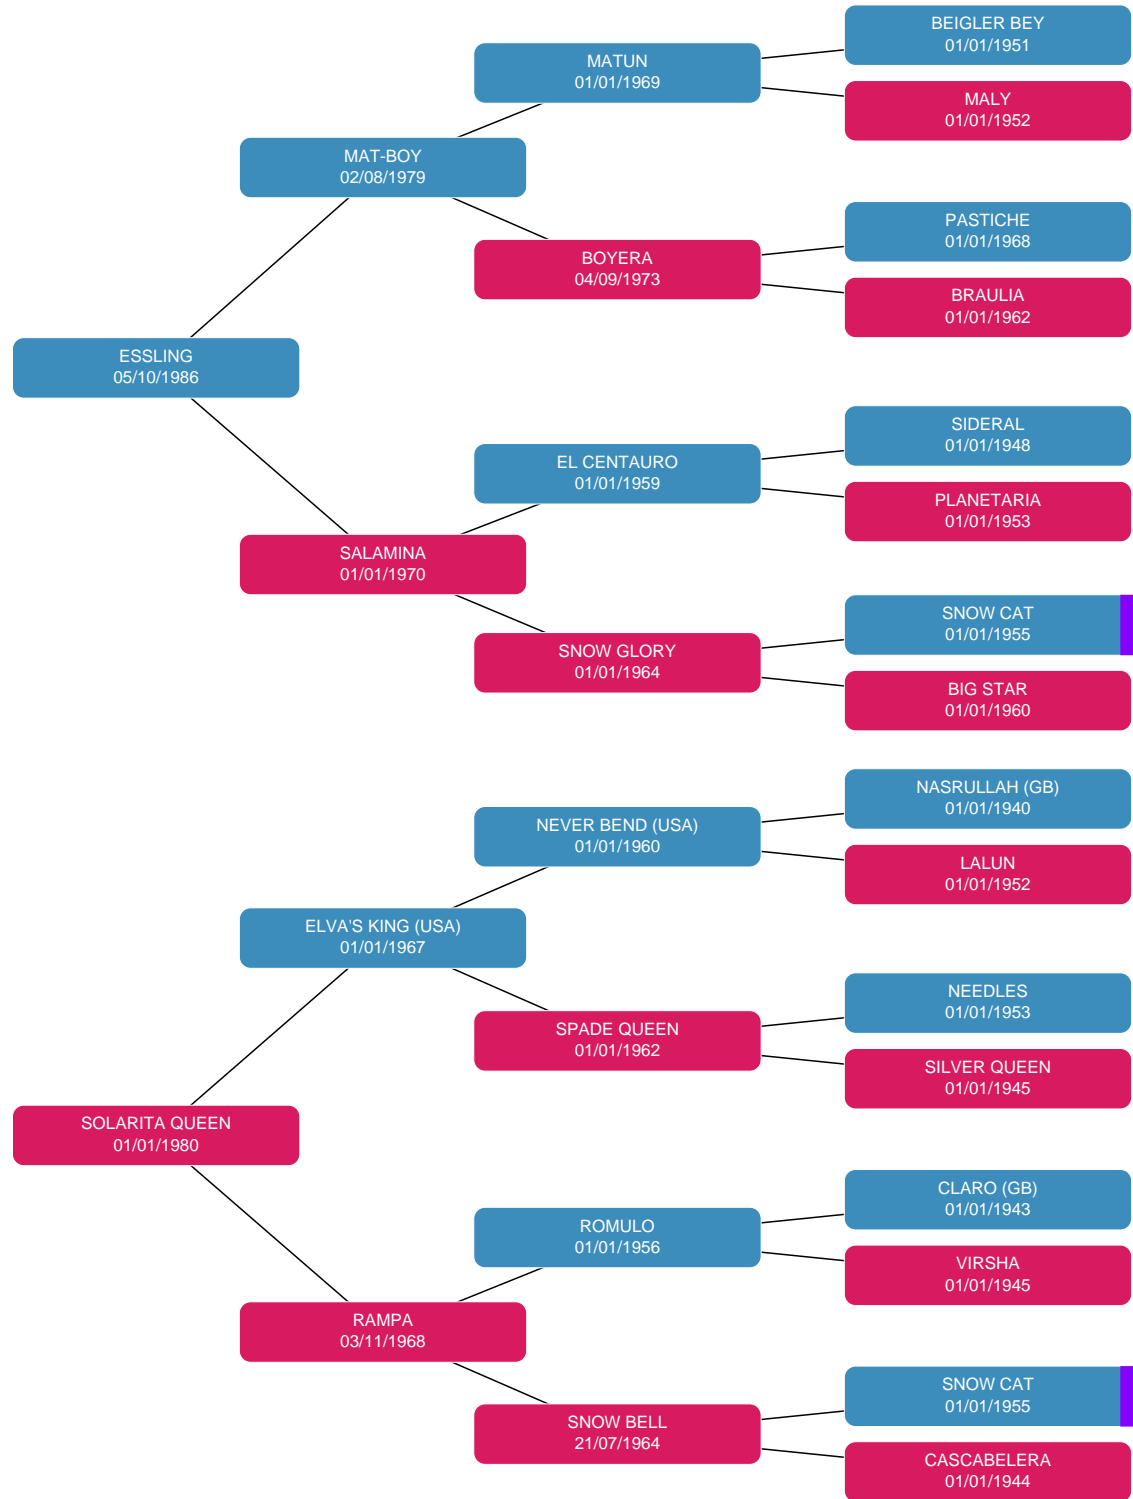 BEIGLER BEY
01/01/1951
MATUN
01/01/1969
MALY
01/01/1952
MAT-BOY
02/08/1979
PASTICHE
01/01/1968
BOYERA
04/09/1973
BRAULIA
01/01/1962
ESSLING
05/10/1986
SIDERAL
01/01/1948
EL CENTAURO
01/01/1959
PLANETARIA
01/01/1953
SALAMINA
01/01/1970
SNOW CAT
01/01/1955
SNOW GLORY
01/01/1964
BIG STAR
01/01/1960
NASRULLAH (GB)
01/01/1940
NEVER BEND (USA)
01/01/1960
LALUN
01/01/1952
ELVA'S KING (USA)
01/01/1967
NEEDLES
01/01/1953
SPADE QUEEN
01/01/1962
SILVER QUEEN
01/01/1945
SOLARITA QUEEN
01/01/1980
CLARO (GB)
01/01/1943
ROMULO
01/01/1956
VIRSHA
01/01/1945
RAMPA
03/11/1968
SNOW CAT
01/01/1955
SNOW BELL
21/07/1964
CASCABELERA
01/01/1944